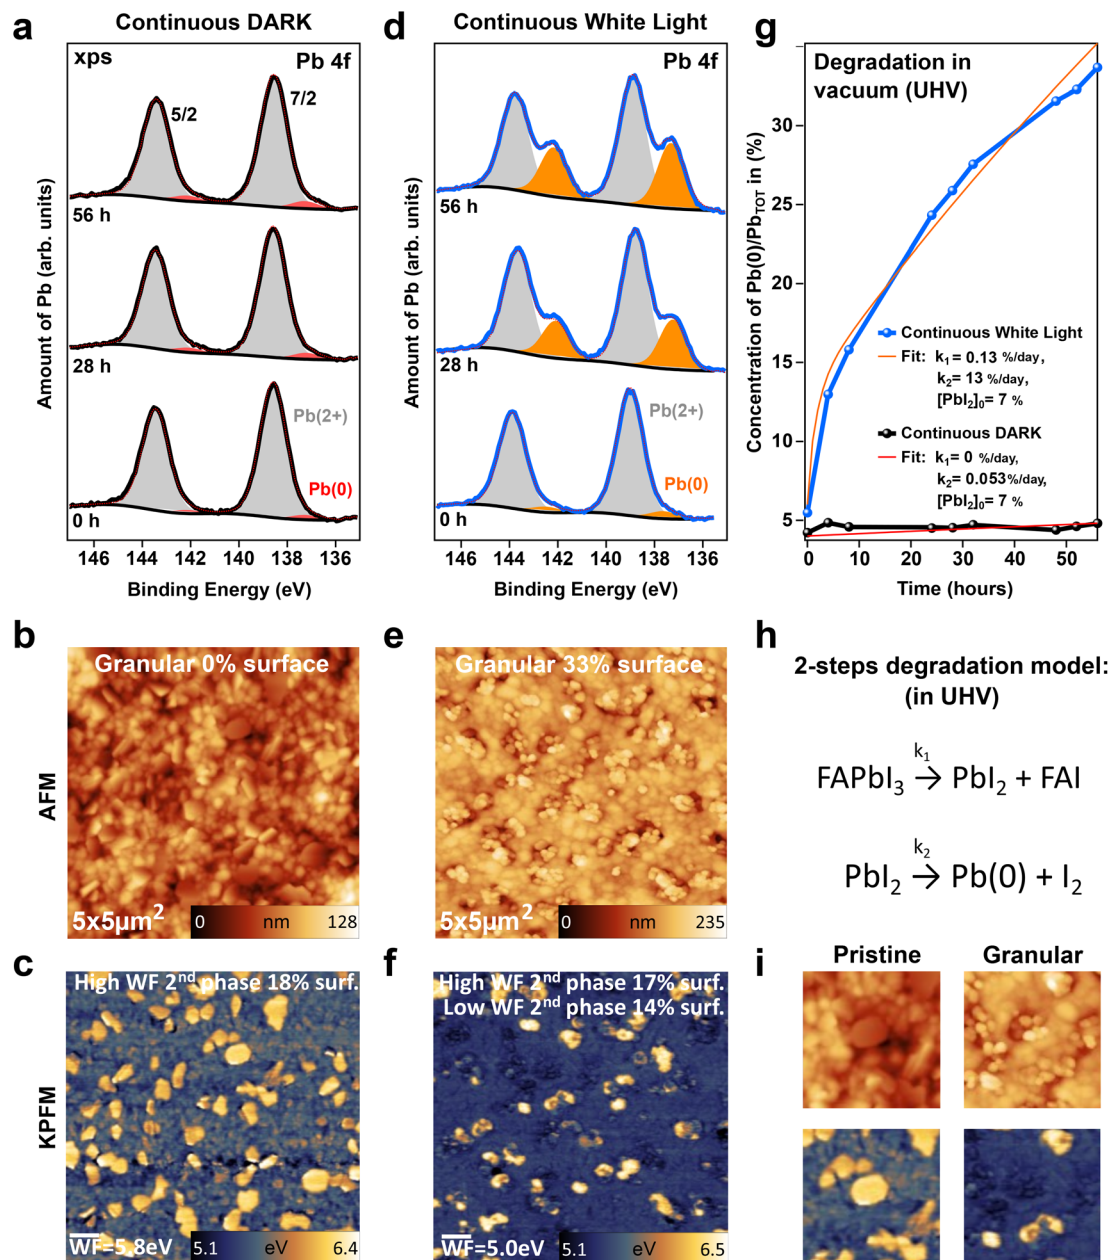 a
Continuous DARK
xps
Pb 4f
5/2
7/2
56 h
28 h
Pb(2+)
Pb(0)
0 h
Amount of Pb (arb. units)
146 144 142 140 138 136
Binding Energy (eV)
d
Continuous White Light
Pb 4f
56 h
28 h
Pb(2+)
Pb(0)
0 h
Amount of Pb (arb. units)
146 144 142 140 138 136
Binding Energy (eV)
g
Degradation in
vacuum (UHV)
Concentration of Pb(0)/Pb_TOT in (%)
30
25
20
15
10
5
Continuous White Light
Fit: k₁= 0.13 %/day,
k₂= 13 %/day,
[PbI₂]₀= 7 %
Continuous DARK
Fit: k₁= 0 %/day,
k₂= 0.053%/day,
[PbI₂]₀= 7 %
0 10 20 30 40 50
Time (hours)
b
Granular 0% surface
AFM
5x5µm²
0 nm 128
e
Granular 33% surface
5x5µm²
0 nm 235
h
2-steps degradation model:
(in UHV)
k₁
FAPbI₃ → PbI₂ + FAI
k₂
PbI₂ → Pb(0) + I₂
c
High WF 2nd phase 18% surf.
KPFM
WF=5.8eV
5.1 eV 6.4
f
High WF 2nd phase 17% surf.
Low WF 2nd phase 14% surf.
WF=5.0eV
5.1 eV 6.5
i
Pristine
Granular